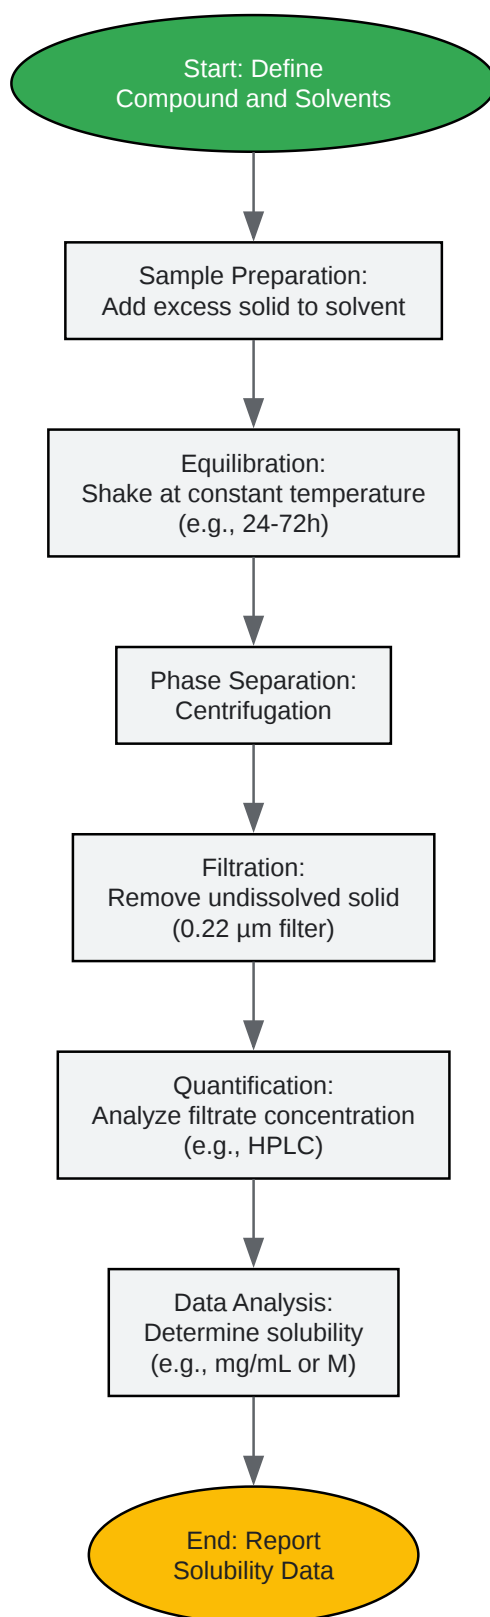 Start: Define
Compound and Solvents
Sample Preparation:
Add excess solid to solvent
Equilibration:
Shake at constant temperature
(e.g., 24-72h)
Phase Separation:
Centrifugation
Filtration:
Remove undissolved solid
(0.22 µm filter)
Quantification:
Analyze filtrate concentration
(e.g., HPLC)
Data Analysis:
Determine solubility
(e.g., mg/mL or M)
End: Report
Solubility Data